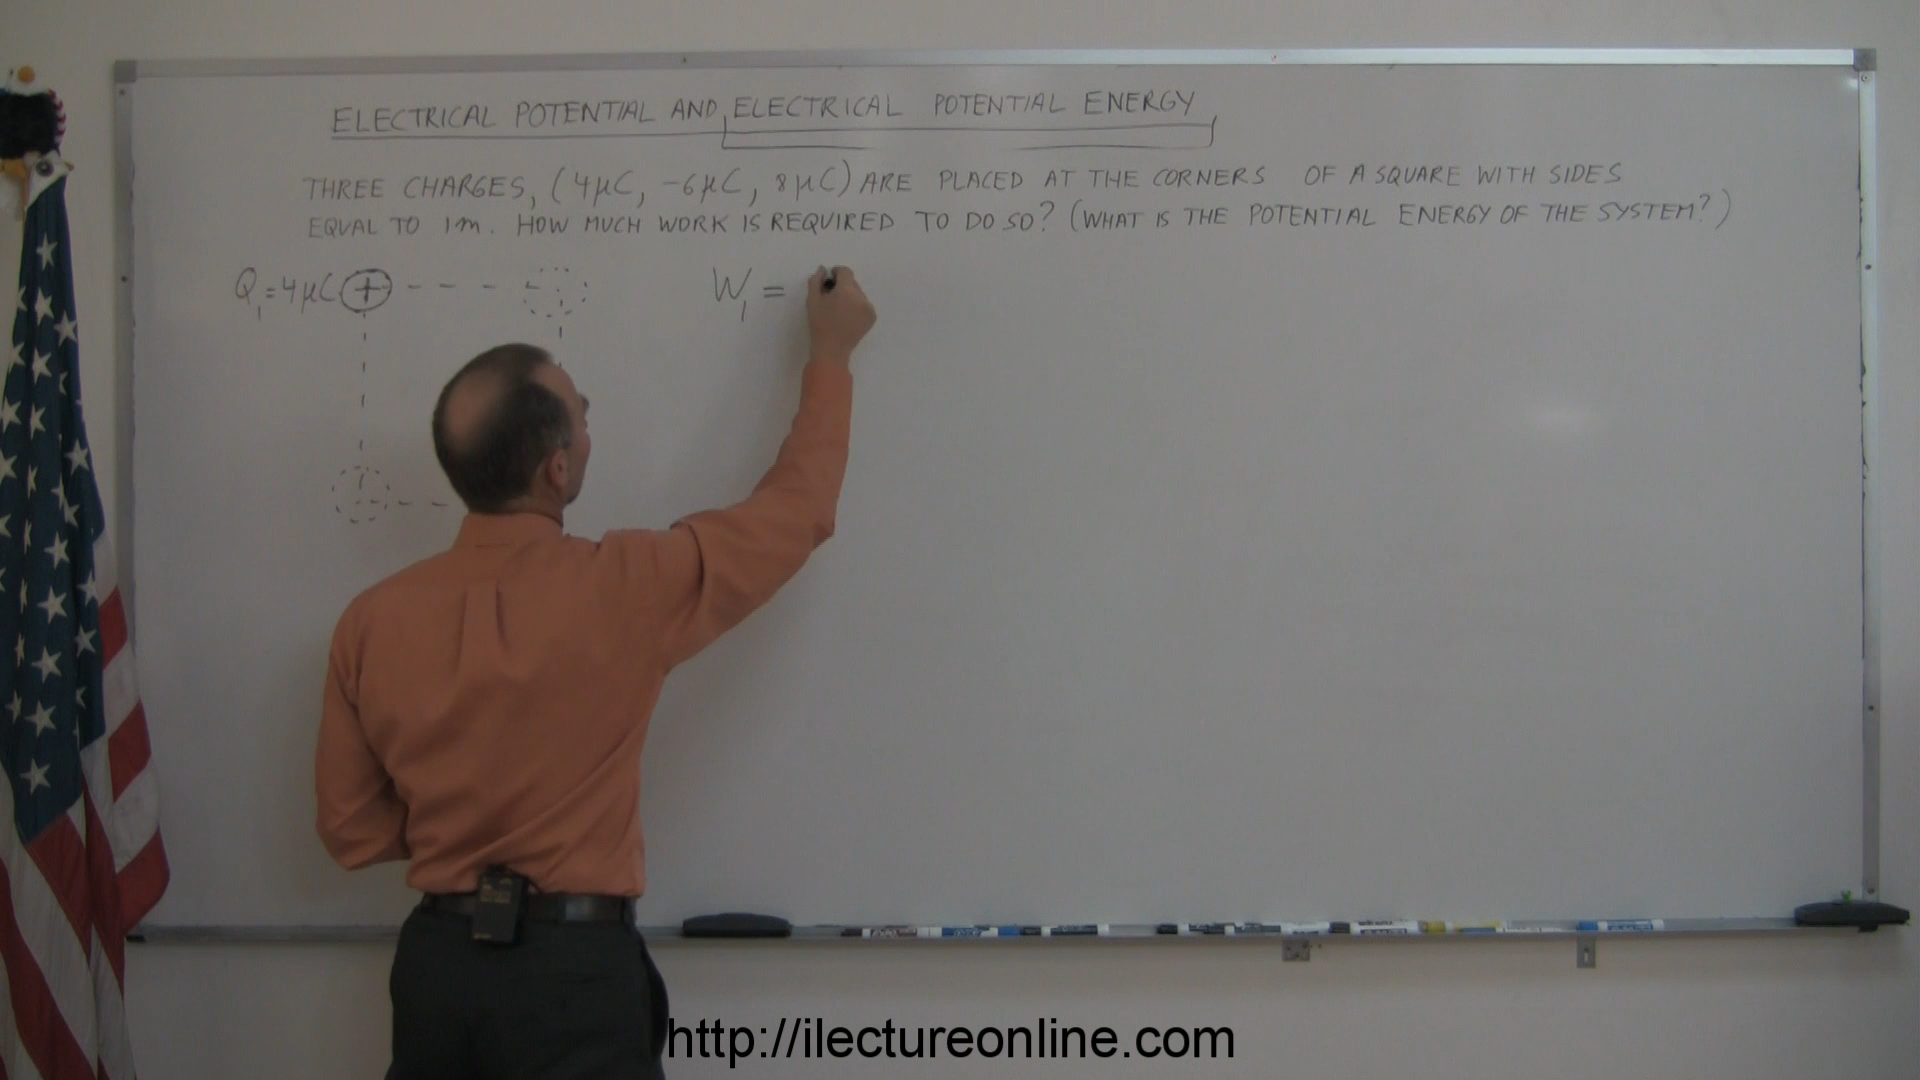 ELECTRICAL POTENTIAL AND ELECTRICAL POTENTIAL ENERGY
THREE CHARGES, (4μC, -6μC, 8μC) ARE PLACED AT THE CORNERS OF A SQUARE WITH SIDES
EQUAL TO 1m. HOW MUCH WORK IS REQUIRED TO DO SO? (WHAT IS THE POTENTIAL ENERGY OF THE SYSTEM?)
Q₁=4μC + W₁ =
http://ilectureonline.com